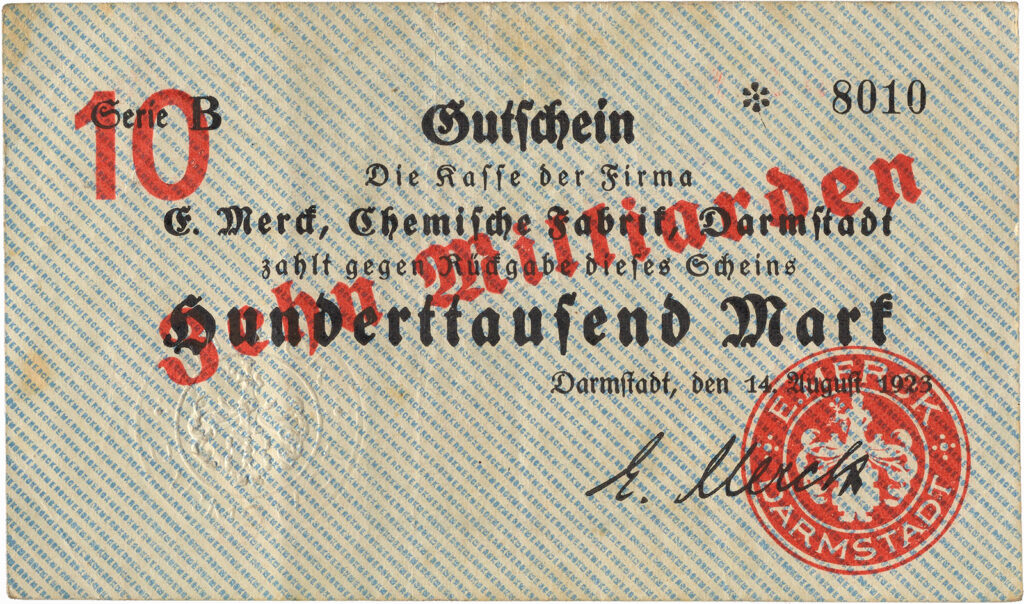 10
Serie B
* 8010
Gutschein
Die Kasse der Firma
E. Merck, Chemische Fabrik, Darmstadt
zahlt gegen Rückgabe dieses Scheins
Hunderttausend Mark
Zehn Milliarden
Darmstadt, den 14. August 1923
E. Merck
E. MERCK
DARMSTADT